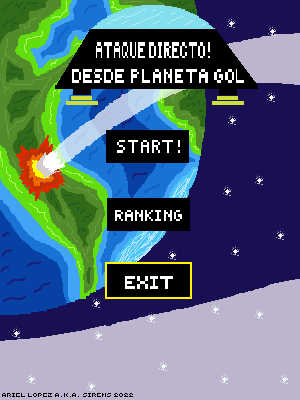 ATAQUE DIRECTO!
DESDE PLANETA GOL
START!
RANKING
EXIT
ARIEL LOPEZ A.K.A. SIRENS 2022